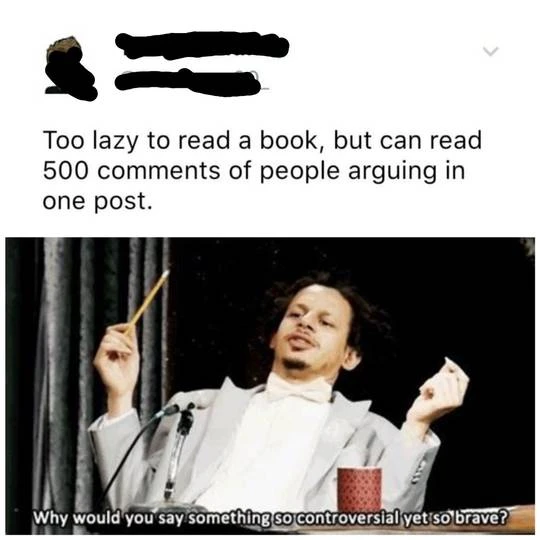 Too lazy to read a book, but can read
500 comments of people arguing in
one post.
Why would you say something so controversial yet so brave?